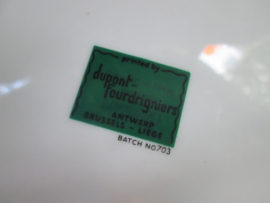 printed by
dupont-
fourdrigniers
ANTWERP
BRUSSELS - LIEGE
BATCH NO703